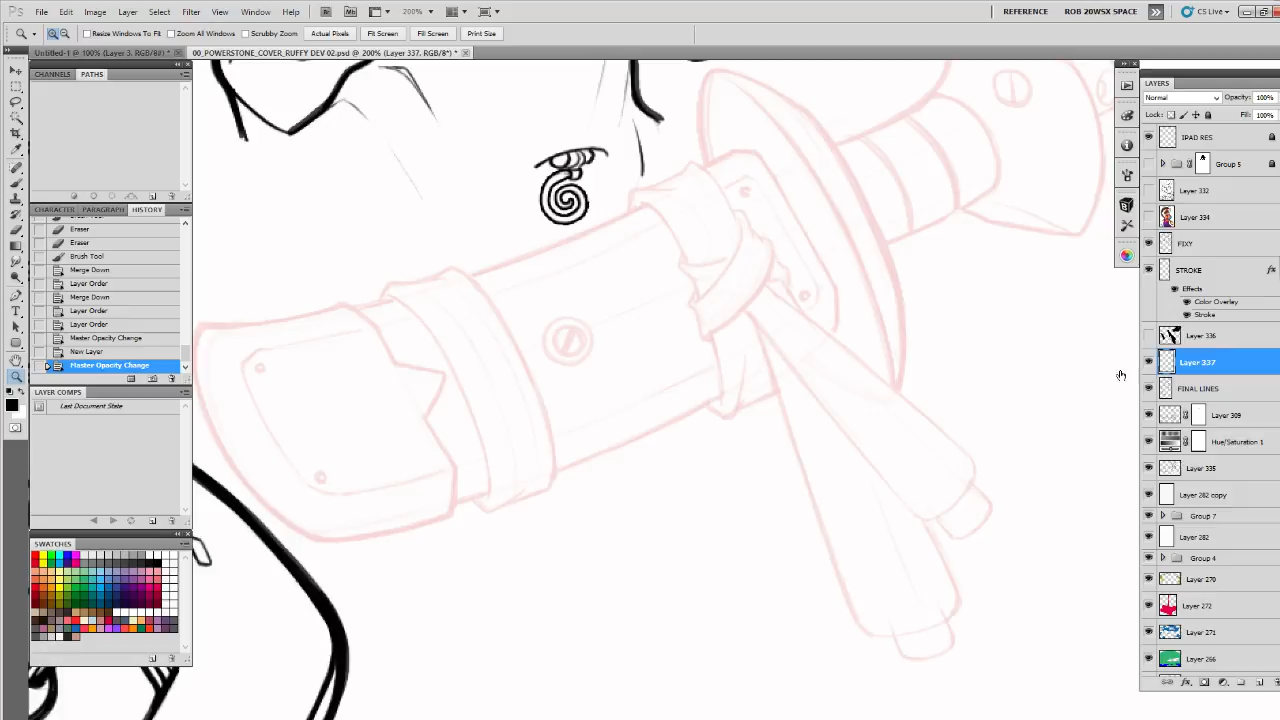 Ps File Edit Image Layer Select Filter View Window Help Br Mb 200% REFERENCE ROB 20WSX SPACE CS Live
Resize Windows To Fit Zoom All Windows Scrubby Zoom Actual Pixels Fit Screen Fill Screen Print Size
Untitled-1 @ 100% (Layer 3, RGB/8#) * 00_POWERSTONE_COVER_RUFFY DEV 02.psd @ 200% (Layer 337, RGB/8*) *
CHANNELS PATHS
CHARACTER PARAGRAPH HISTORY
Eraser
Eraser
Brush Tool
Merge Down
Layer Order
Merge Down
Layer Order
Layer Order
Master Opacity Change
New Layer
Master Opacity Change
LAYER COMPS
Last Document State
SWATCHES
LAYERS
Normal Opacity: 100%
Lock: Fill: 100%
IPAD RES
Group 5
Layer 332
Layer 334
FIXY
STROKE fx
Effects
Color Overlay
Stroke
Layer 336
Layer 337
FINAL LINES
Layer 309
Hue/Saturation 1
Layer 335
Layer 282 copy
Group 7
Layer 282
Group 4
Layer 270
Layer 272
Layer 271
Layer 266